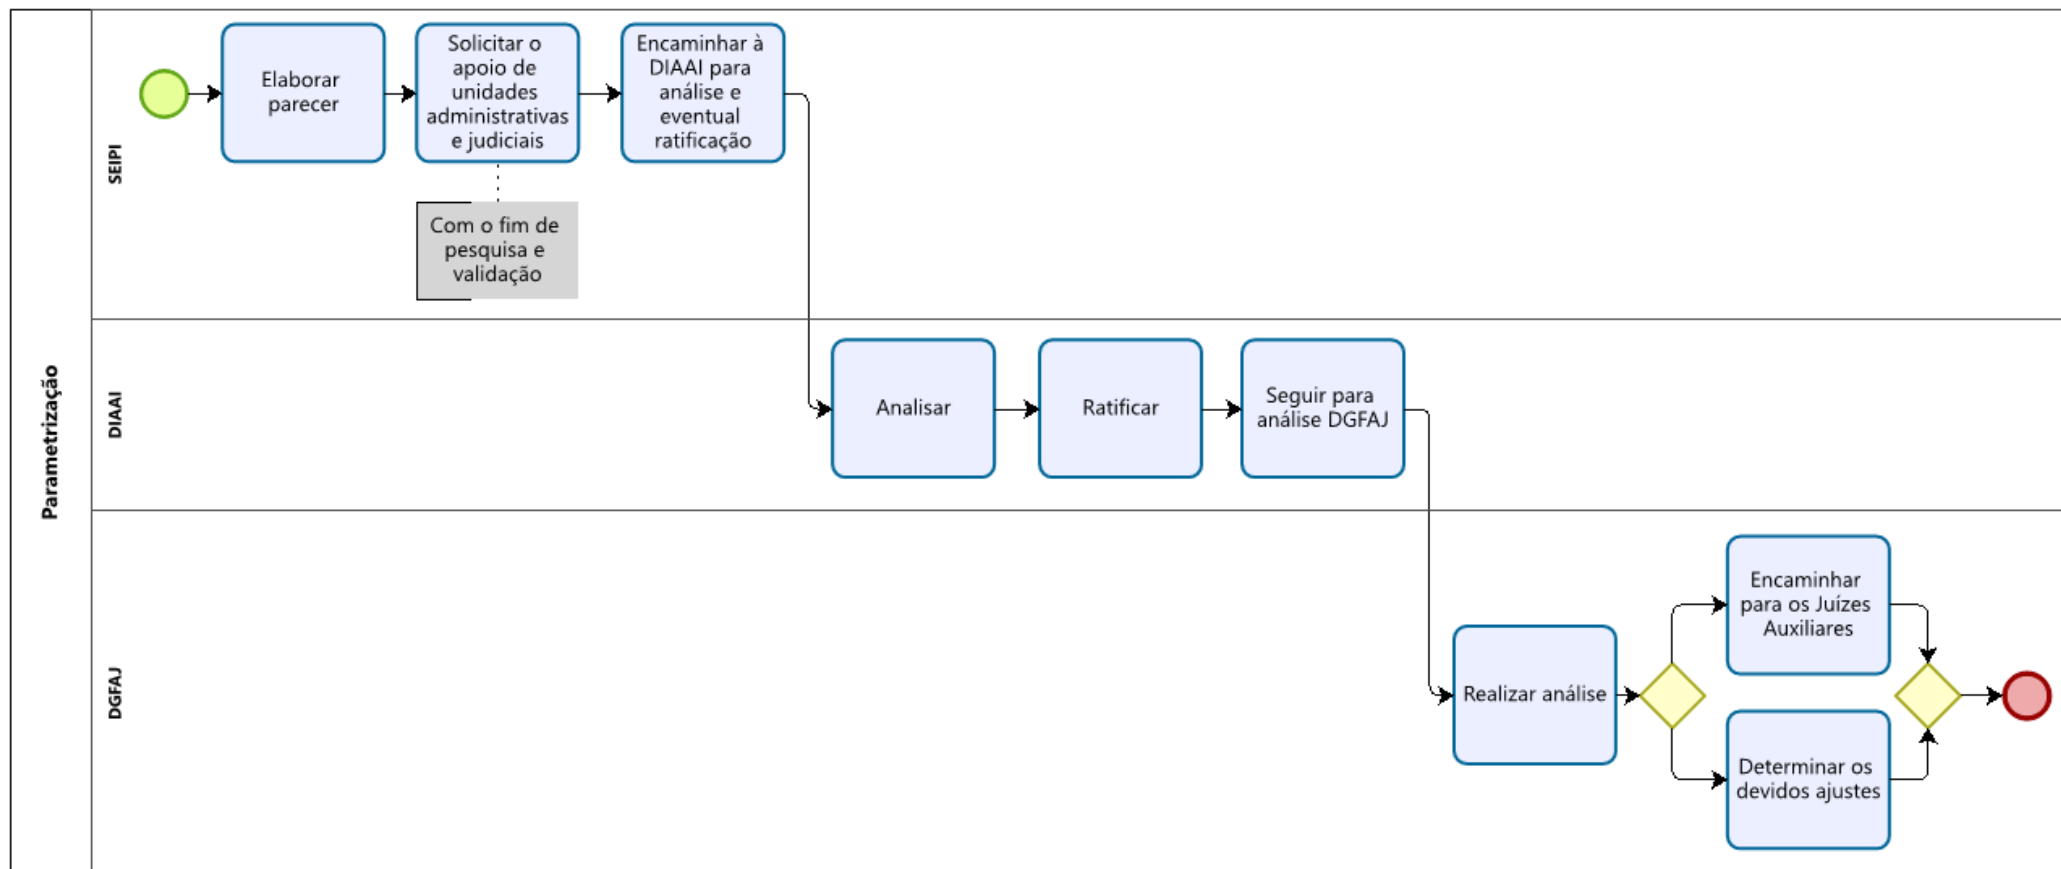 Parametrização
SEIPI
Elaborar
parecer
Solicitar o
apoio de
unidades
administrativas
e judiciais
Encaminhar à
DIAAI para
análise e
eventual
ratificação
Com o fim de
pesquisa e
validação
DIAAI
Analisar
Ratificar
Seguir para
análise DGFAJ
DGFAJ
Realizar análise
Encaminhar
para os Juízes
Auxiliares
Determinar os
devidos ajustes